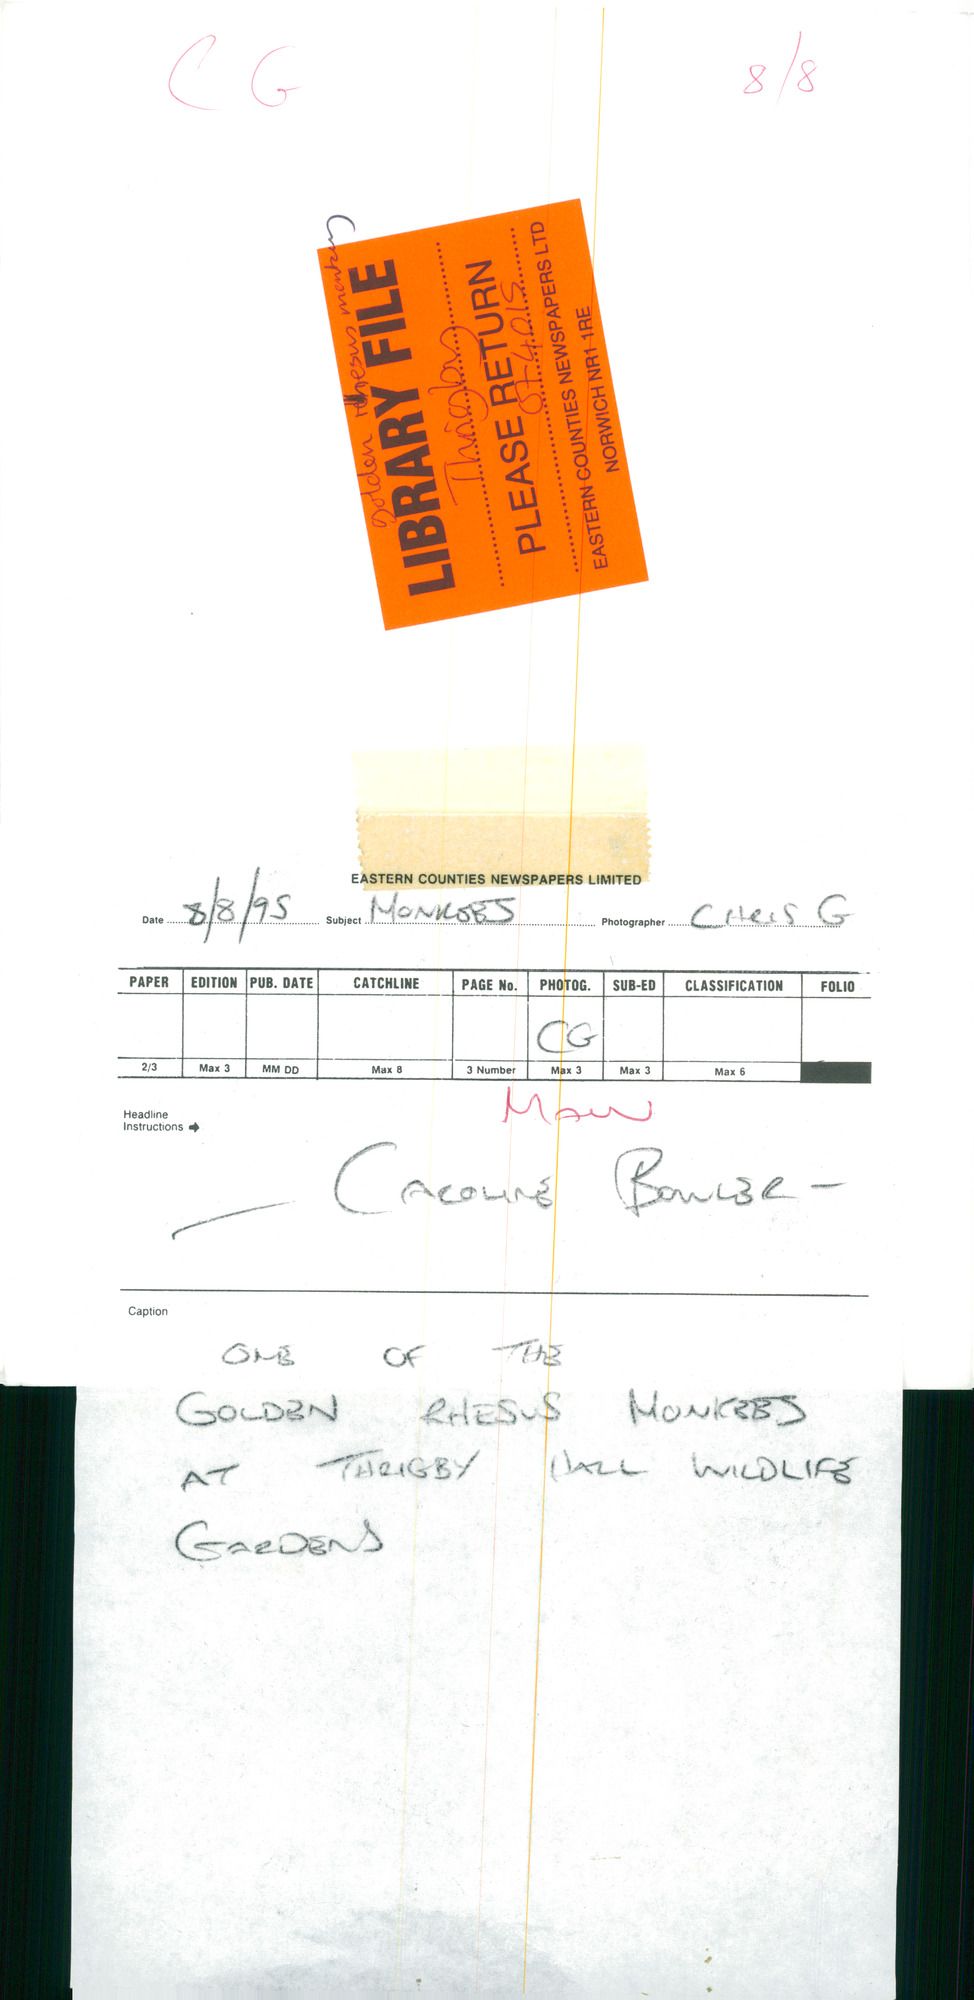 CG 8/8
golden rhesus monkeys
LIBRARY FILE
Thrigby
PLEASE RETURN
EASTERN COUNTIES NEWSPAPERS LTD
NORWICH NR1 1RE
EASTERN COUNTIES NEWSPAPERS LIMITED
Date 8/8/95 Subject MONKEES Photographer CHRIS G
PAPER EDITION PUB. DATE CATCHLINE PAGE No. PHOTOG. SUB-ED CLASSIFICATION FOLIO
CG
2/3 Max 3 MM DD Max 8 3 Number Max 3 Max 3 Max 6
Headline
Instructions
— CAROLINE BOWLER —
Caption
ONE OF THE
GOLDEN RHESUS MONKEES
AT THRIGBY HALL WILDLIFE
GARDENS